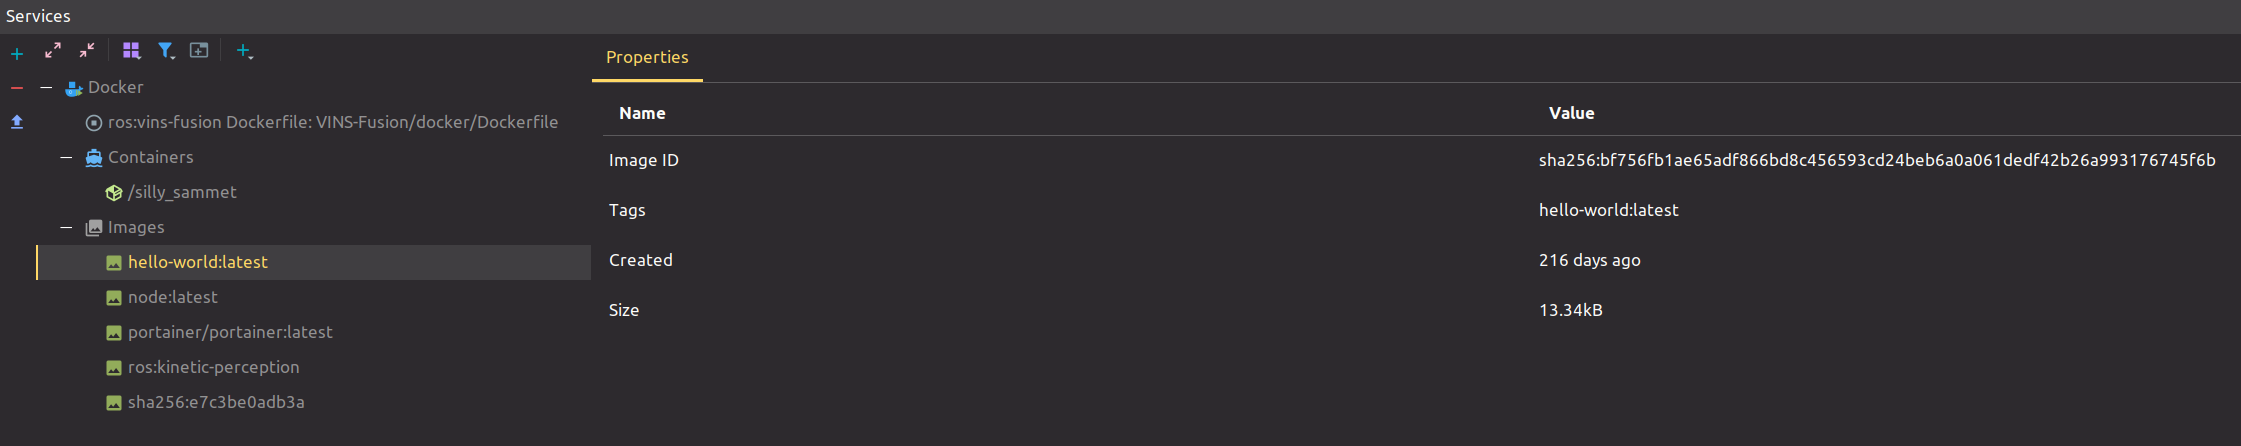 Services
Docker
ros:vins-fusion Dockerfile: VINS-Fusion/docker/Dockerfile
Containers
/silly_sammet
Images
hello-world:latest
node:latest
portainer/portainer:latest
ros:kinetic-perception
sha256:e7c3be0adb3a
Properties
Name Value
Image ID sha256:bf756fb1ae65adf866bd8c456593cd24beb6a0a061dedf42b26a993176745f6b
Tags hello-world:latest
Created 216 days ago
Size 13.34kB